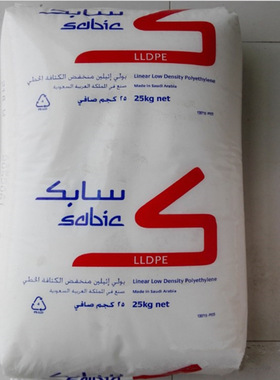 سابك
sabic
LLDPE
بولي إثيلين منخفض الكثافة الخطي
Linear Low Density Polyethylene
صنع في المملكة العربية السعودية
Made in Saudi Arabia
٢٥ كجم صافي
25kg net
سابك
sabic
LLDPE
بولي إثيلين منخفض الكثافة الخطي
Linear Low Density Polyethylene
صنع في المملكة العربية السعودية
Made in Saudi Arabia
٢٥ كجم صافي
25kg net